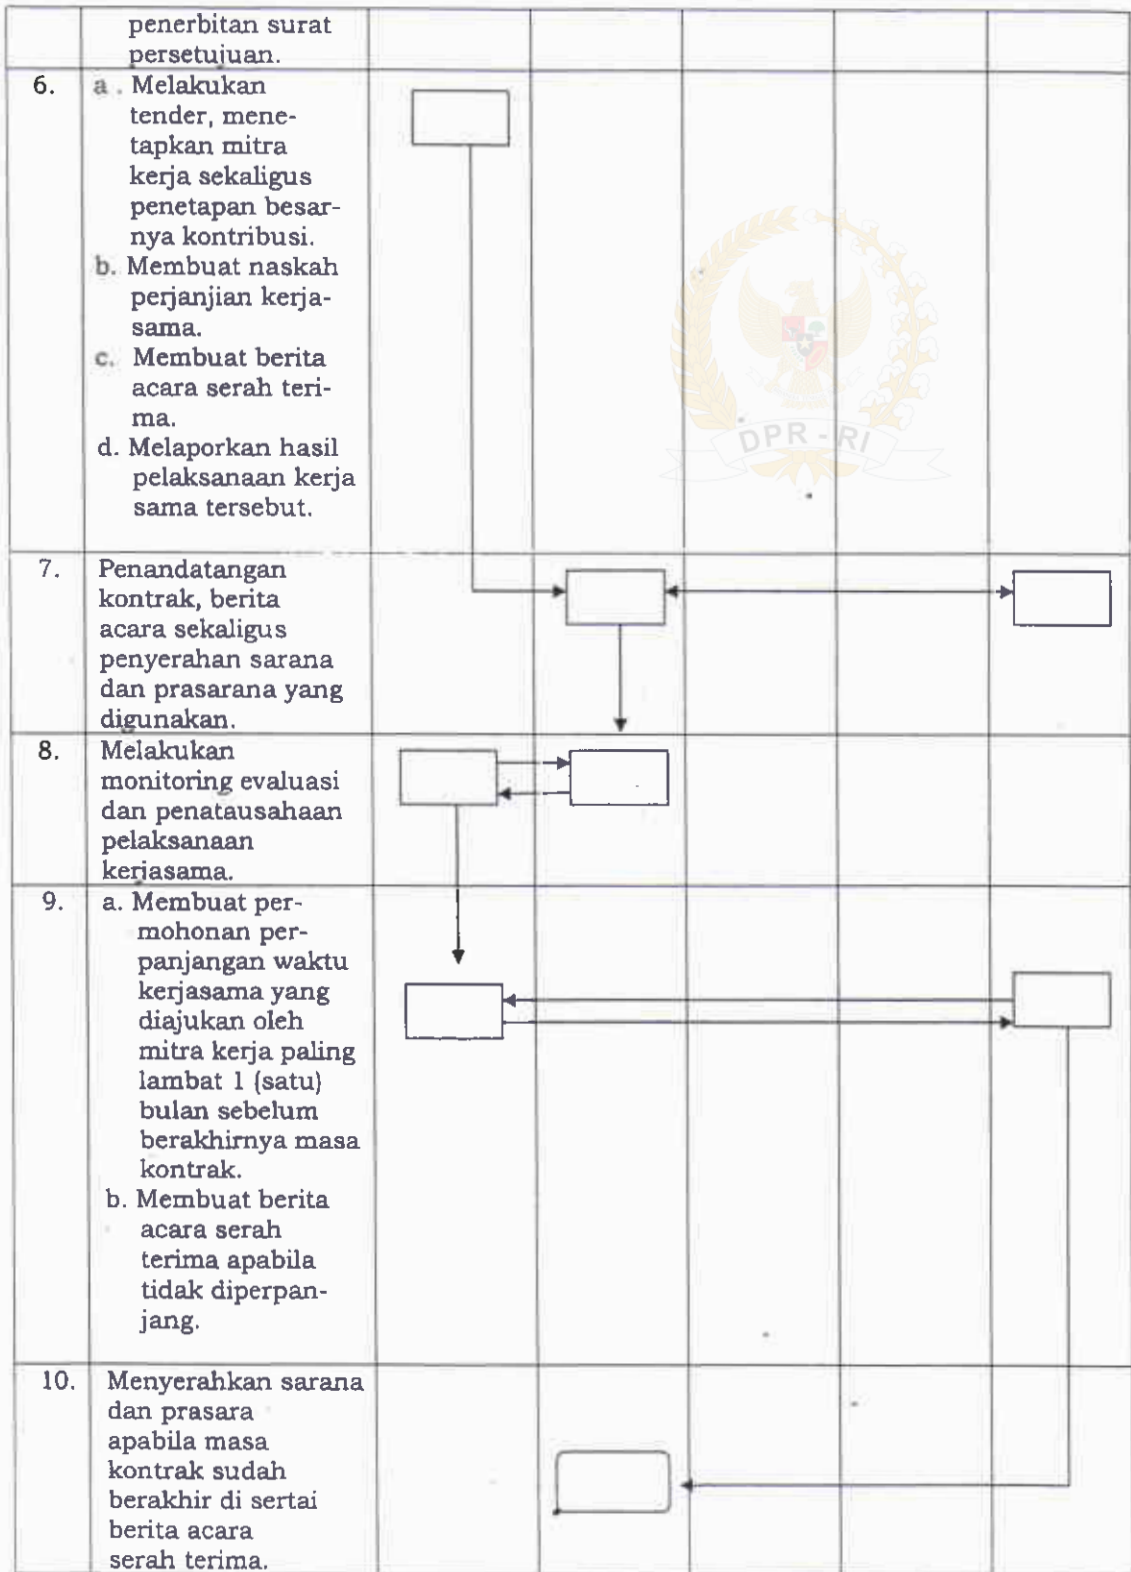 penerbitan surat
persetujuan.
6.
a. Melakukan
tender, mene-
tapkan mitra
kerja sekaligus
penetapan besar-
nya kontribusi.
b. Membuat naskah
perjanjian kerja-
sama.
c. Membuat berita
acara serah teri-
ma.
d. Melaporkan hasil
pelaksanaan kerja
sama tersebut.
DPR - RI
7.
Penandatangan
kontrak, berita
acara sekaligus
penyerahan sarana
dan prasarana yang
digunakan.
8.
Melakukan
monitoring evaluasi
dan penatausahaan
pelaksanaan
kerjasama.
9.
a. Membuat per-
mohonan per-
panjangan waktu
kerjasama yang
diajukan oleh
mitra kerja paling
lambat 1 (satu)
bulan sebelum
berakhirnya masa
kontrak.
b. Membuat berita
acara serah
terima apabila
tidak diperpan-
jang.
10.
Menyerahkan sarana
dan prasara
apabila masa
kontrak sudah
berakhir di sertai
berita acara
serah terima.